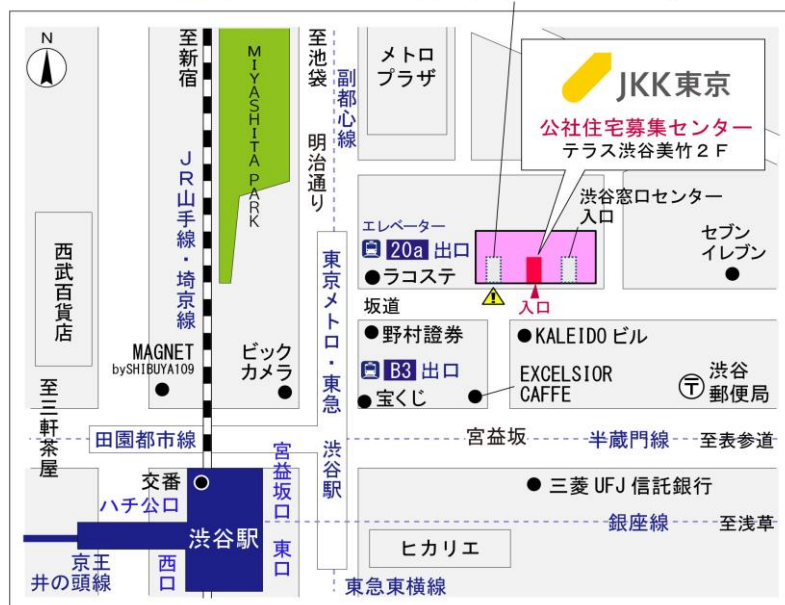 N
至新宿
MIYASHITA PARK
至池袋
副都心線
明治通り
メトロ
プラザ
JKK東京
公社住宅募集センター
テラス渋谷美竹2F
渋谷窓口センター
入口
JR山手線・埼京線
エレベーター
20a 出口
ラコステ
セブン
イレブン
西武百貨店
東京メトロ・東急 渋谷駅
坂道
入口
野村證券
KALEIDO ビル
MAGNET
bySHIBUYA109
ビック
カメラ
B3 出口
宝くじ
EXCELSIOR
CAFFE
〒
渋谷
郵便局
至三軒茶屋
田園都市線
宮益坂
半蔵門線
至表参道
交番
ハチ公口
宮益坂口
三菱 UFJ 信託銀行
渋谷駅
銀座線
至浅草
京王
井の頭線
西口
東口
ヒカリエ
東急東横線